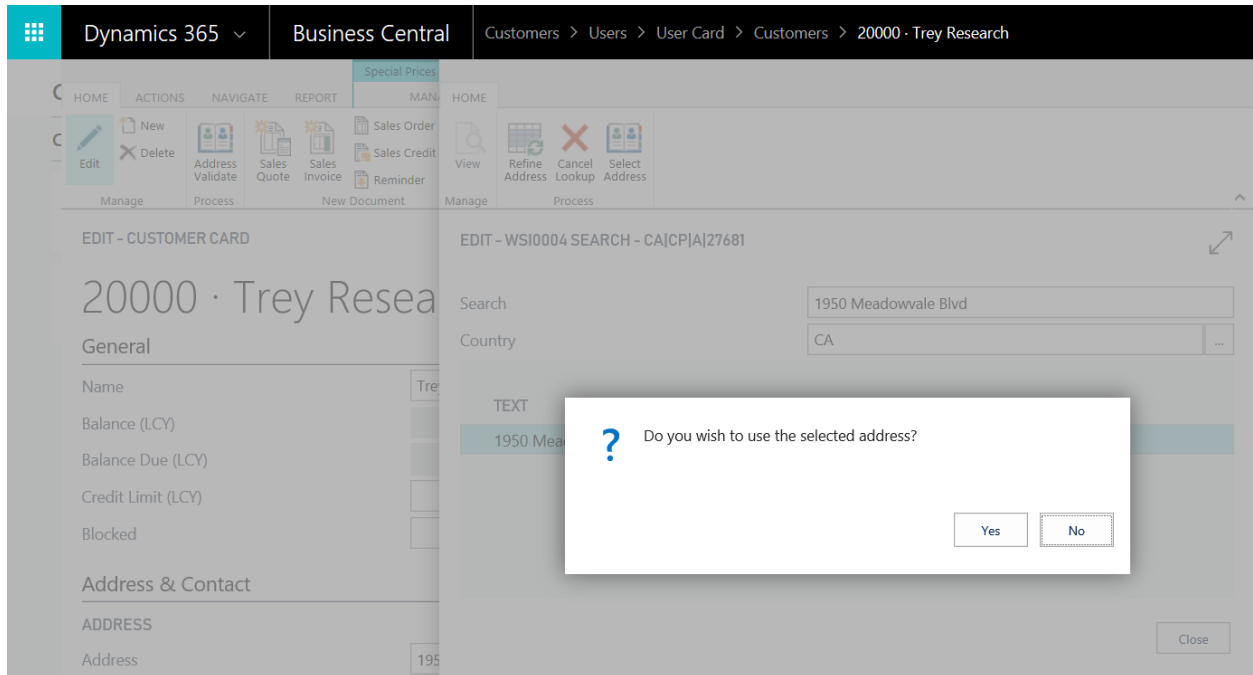 Dynamics 365
Business Central
Customers > Users > User Card > Customers > 20000 · Trey Research
Special Prices
HOME ACTIONS NAVIGATE REPORT
HOME
Edit
New
Delete
Address Validate
Sales Quote
Sales Invoice
Sales Order
Sales Credit
Reminder
Manage Process New Document
View
Refine Address
Cancel Lookup
Select Address
Manage Process
EDIT - CUSTOMER CARD
20000 · Trey
General
Name
Balance (LCY)
Balance Due (LCY)
Credit Limit (LCY)
Blocked
Address & Contact
ADDRESS
Address
EDIT - WSI0004 SEARCH - CA|CP|A|27681
Search 1950 Meadowvale Blvd
Country CA ...
TEXT
1950
? Do you wish to use the selected address?
Yes No
Close